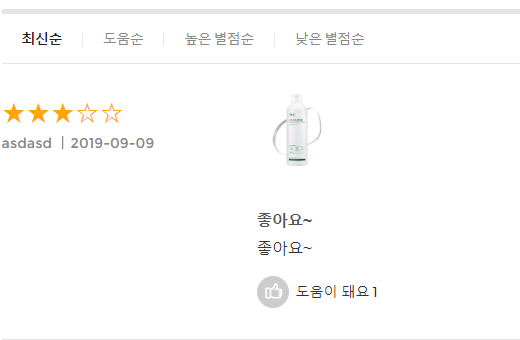 최신순 도움순 높은 별점순 낮은 별점순
asdasd | 2019-09-09
좋아요~
좋아요~
도움이 돼요 1